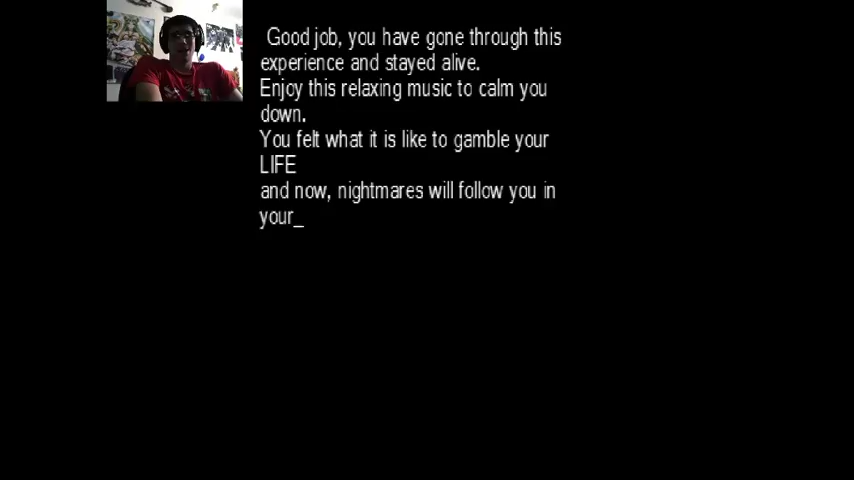 Good job, you have gone through this
experience and stayed alive.
Enjoy this relaxing music to calm you
down.
You felt what it is like to gamble your
LIFE
and now, nightmares will follow you in
your_